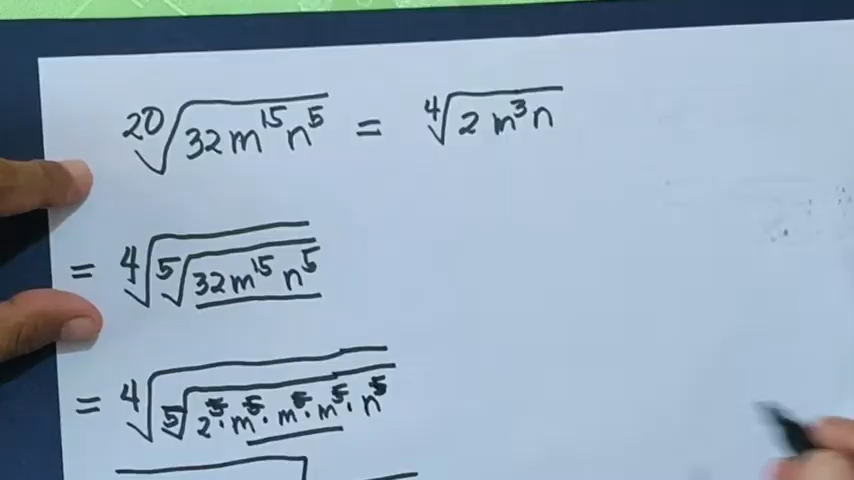 ²⁰√(32m¹⁵n⁵) = ⁴√(2m³n)
= ⁴√(⁵√(32m¹⁵n⁵))
= ⁴√(⁵√(2⁵·m⁵·m⁵·m⁵·n⁵))